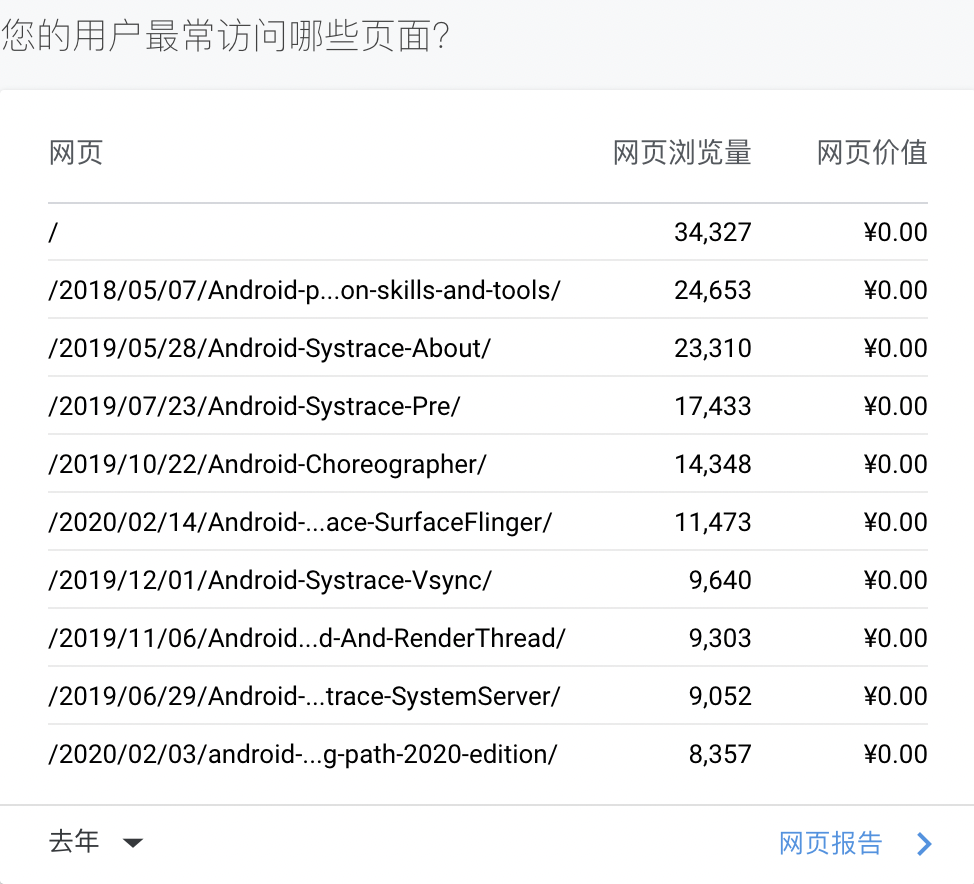 您的用户最常访问哪些页面?
网页 网页浏览量 网页价值
/ 34,327 ¥0.00
/2018/05/07/Android-p...on-skills-and-tools/ 24,653 ¥0.00
/2019/05/28/Android-Systrace-About/ 23,310 ¥0.00
/2019/07/23/Android-Systrace-Pre/ 17,433 ¥0.00
/2019/10/22/Android-Choreographer/ 14,348 ¥0.00
/2020/02/14/Android-...ace-SurfaceFlinger/ 11,473 ¥0.00
/2019/12/01/Android-Systrace-Vsync/ 9,640 ¥0.00
/2019/11/06/Android...d-And-RenderThread/ 9,303 ¥0.00
/2019/06/29/Android-...trace-SystemServer/ 9,052 ¥0.00
/2020/02/03/android-...g-path-2020-edition/ 8,357 ¥0.00
去年 网页报告